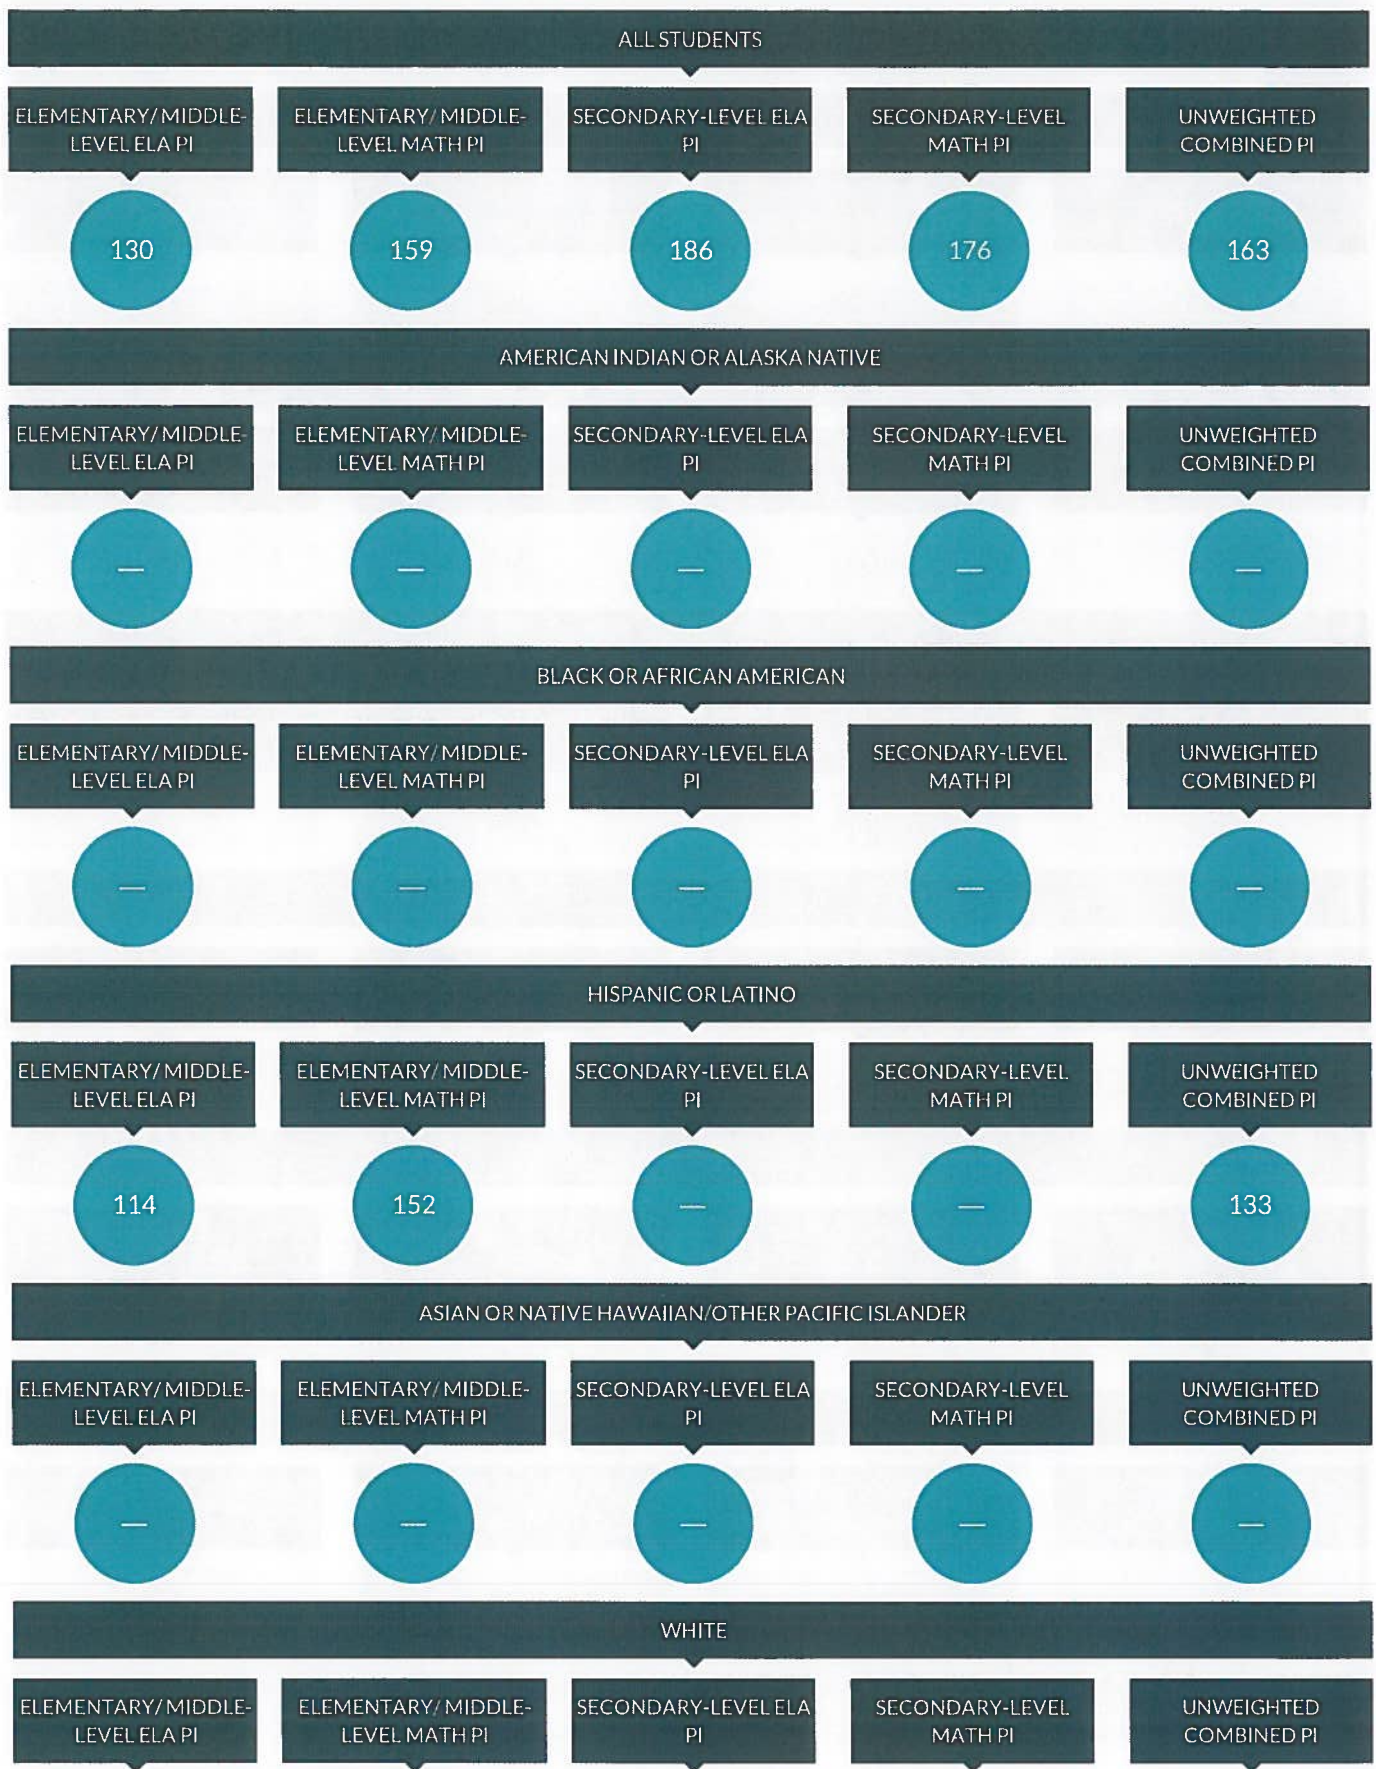 ALL STUDENTS
ELEMENTARY/ MIDDLE-
LEVEL ELA PI
ELEMENTARY/ MIDDLE-
LEVEL MATH PI
SECONDARY-LEVEL ELA
PI
SECONDARY-LEVEL
MATH PI
UNWEIGHTED
COMBINED PI
130
159
186
176
163
AMERICAN INDIAN OR ALASKA NATIVE
ELEMENTARY/ MIDDLE-
LEVEL ELA PI
ELEMENTARY/ MIDDLE-
LEVEL MATH PI
SECONDARY-LEVEL ELA
PI
SECONDARY-LEVEL
MATH PI
UNWEIGHTED
COMBINED PI
—
—
—
—
—
BLACK OR AFRICAN AMERICAN
ELEMENTARY/ MIDDLE-
LEVEL ELA PI
ELEMENTARY/ MIDDLE-
LEVEL MATH PI
SECONDARY-LEVEL ELA
PI
SECONDARY-LEVEL
MATH PI
UNWEIGHTED
COMBINED PI
—
—
—
—
—
HISPANIC OR LATINO
ELEMENTARY/ MIDDLE-
LEVEL ELA PI
ELEMENTARY/ MIDDLE-
LEVEL MATH PI
SECONDARY-LEVEL ELA
PI
SECONDARY-LEVEL
MATH PI
UNWEIGHTED
COMBINED PI
114
152
—
—
133
ASIAN OR NATIVE HAWAIIAN/OTHER PACIFIC ISLANDER
ELEMENTARY/ MIDDLE-
LEVEL ELA PI
ELEMENTARY/ MIDDLE-
LEVEL MATH PI
SECONDARY-LEVEL ELA
PI
SECONDARY-LEVEL
MATH PI
UNWEIGHTED
COMBINED PI
—
—
—
—
—
WHITE
ELEMENTARY/ MIDDLE-
LEVEL ELA PI
ELEMENTARY/ MIDDLE-
LEVEL MATH PI
SECONDARY-LEVEL ELA
PI
SECONDARY-LEVEL
MATH PI
UNWEIGHTED
COMBINED PI